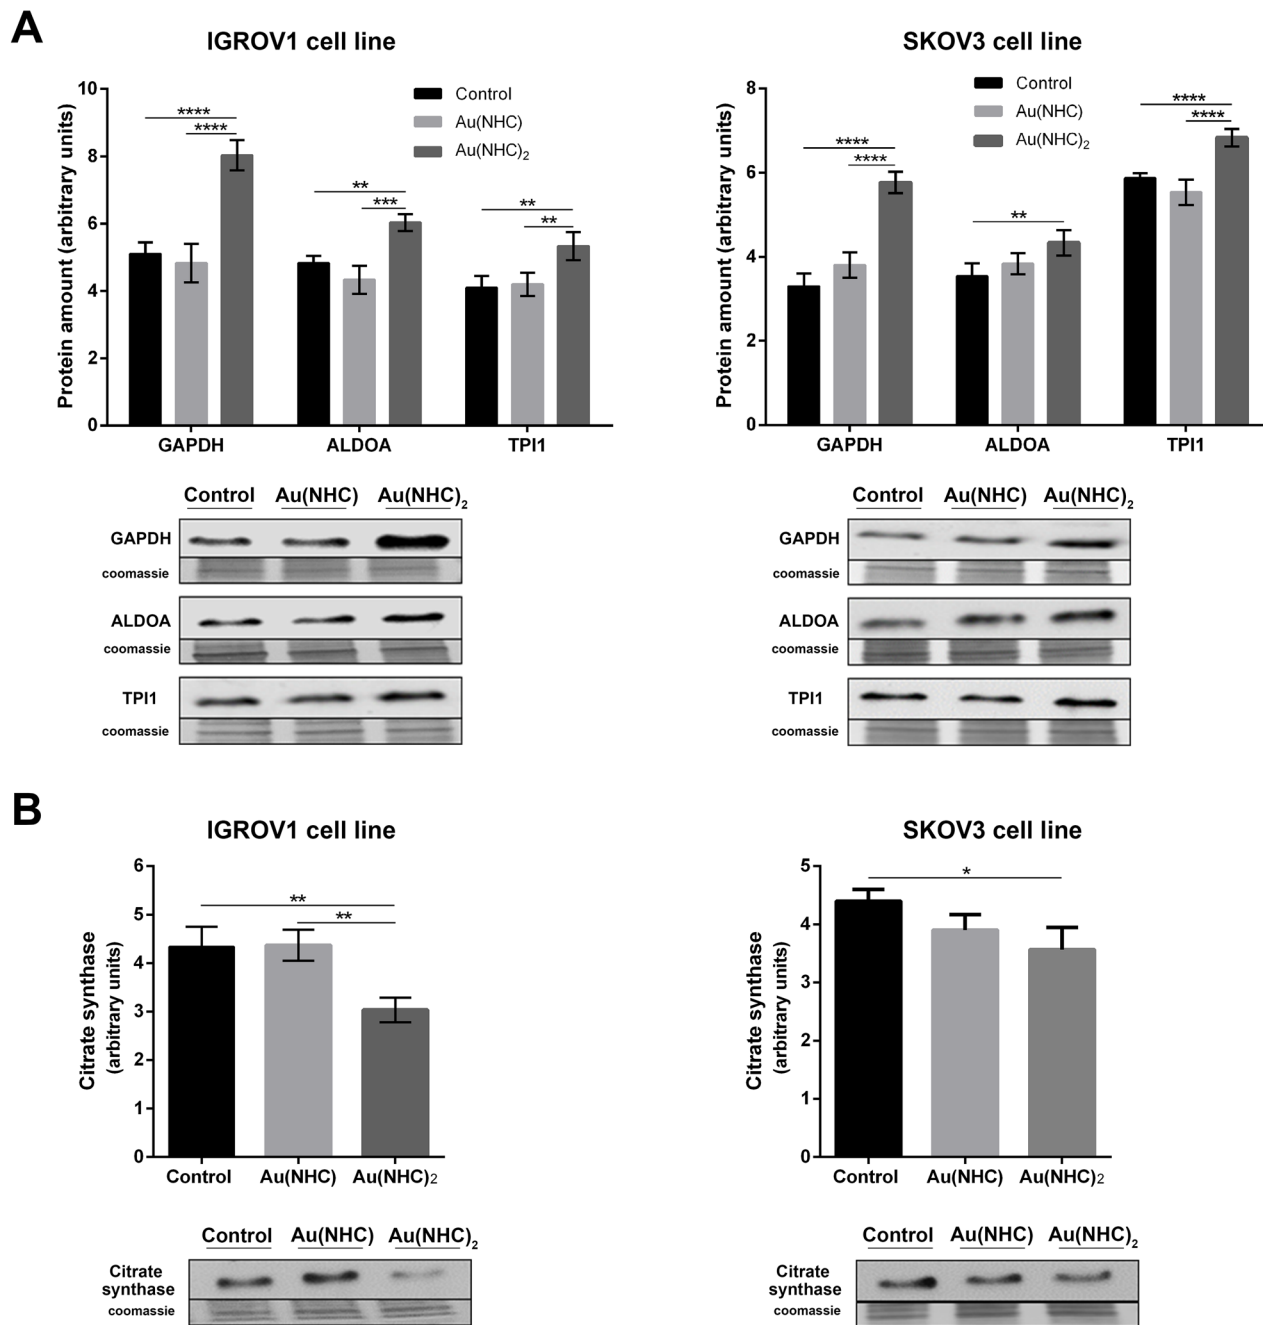 A
IGROV1 cell line
Protein amount (arbitrary units)
10
8
6
4
2
0
Control
Au(NHC)
Au(NHC)2
****
****
**
***
**
**
GAPDH ALDOA TPI1
Control Au(NHC) Au(NHC)2
GAPDH
coomassie
ALDOA
coomassie
TPI1
coomassie
SKOV3 cell line
Protein amount (arbitrary units)
8
6
4
2
0
Control
Au(NHC)
Au(NHC)2
****
****
**
****
****
GAPDH ALDOA TPI1
Control Au(NHC) Au(NHC)2
GAPDH
coomassie
ALDOA
coomassie
TPI1
coomassie
B
IGROV1 cell line
Citrate synthase
(arbitrary units)
6
5
4
3
2
1
0
**
**
Control Au(NHC) Au(NHC)2
Control Au(NHC) Au(NHC)2
Citrate
synthase
coomassie
SKOV3 cell line
Citrate synthase
(arbitrary units)
5
4
3
2
1
0
*
Control Au(NHC) Au(NHC)2
Control Au(NHC) Au(NHC)2
Citrate
synthase
coomassie